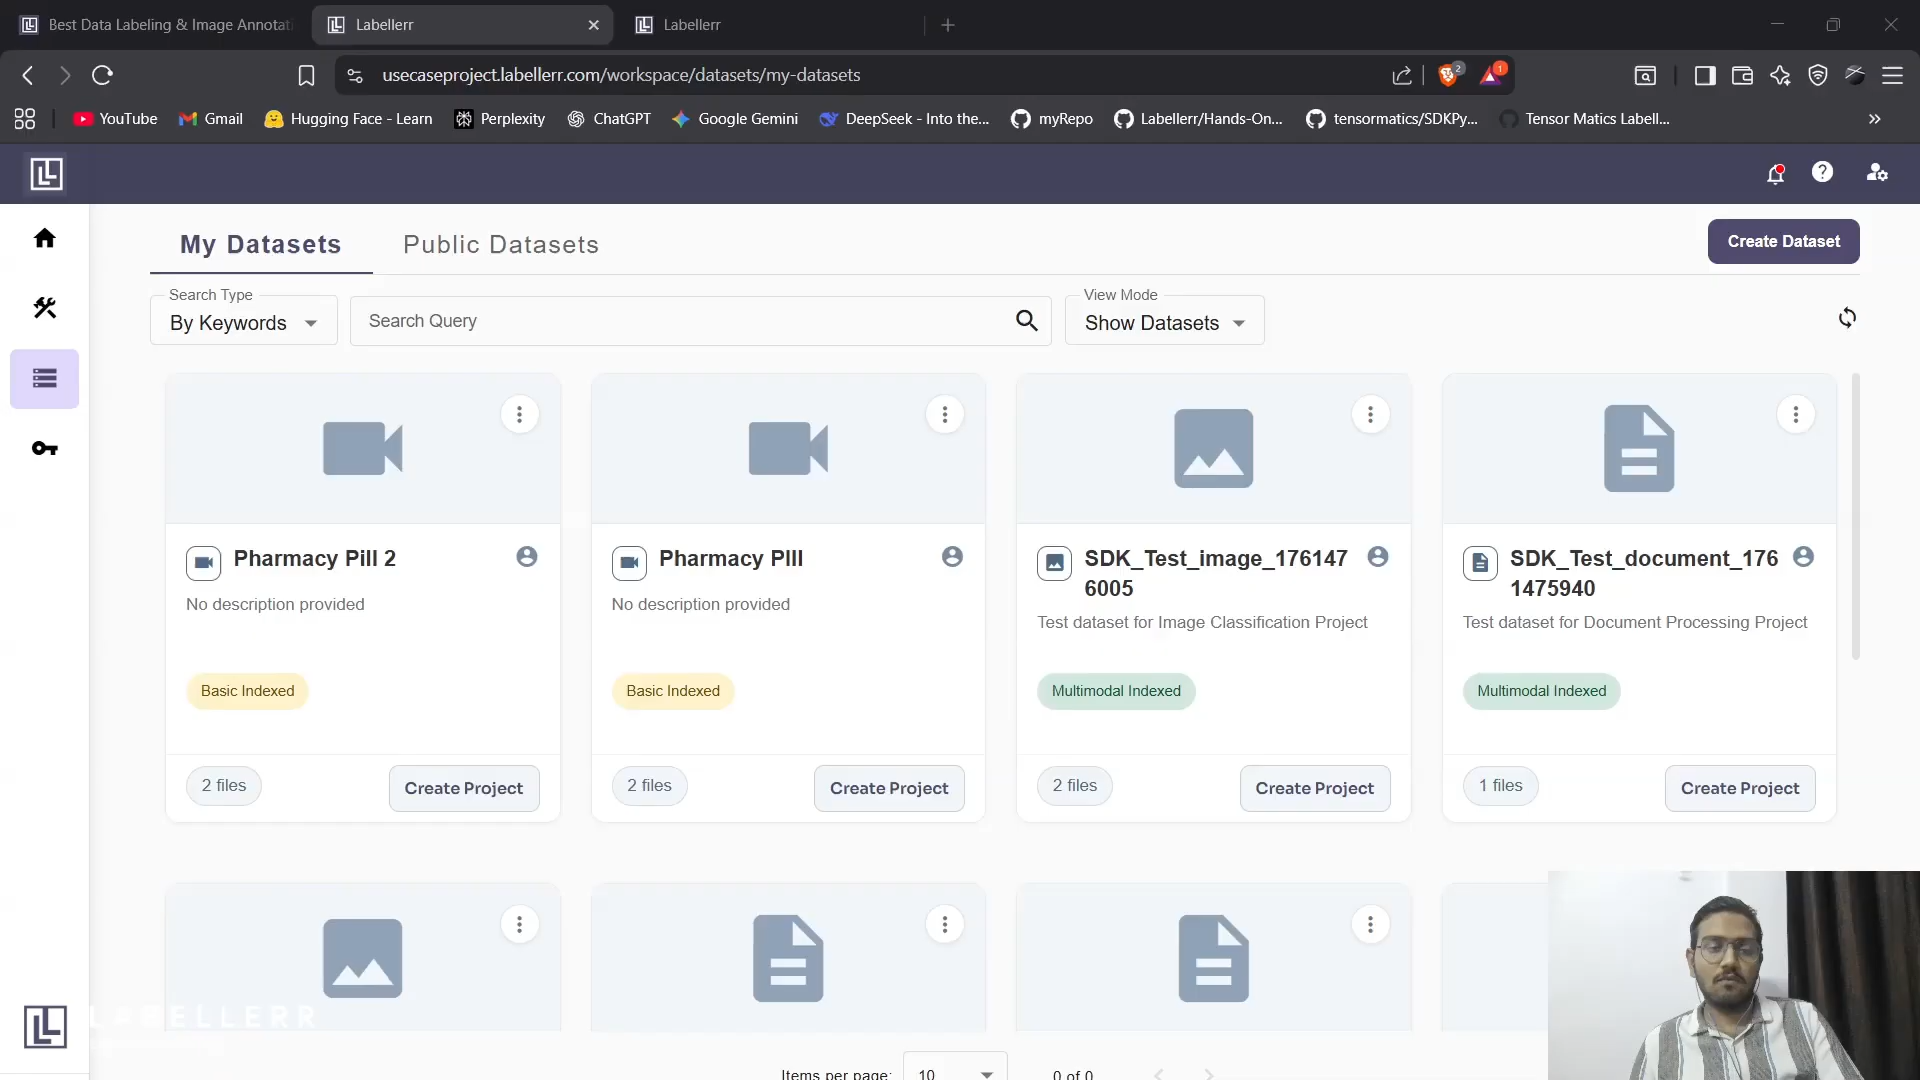 Best Data Labeling & Image Annotati
Labellerr
Labellerr
usecaseproject.labellerr.com/workspace/datasets/my-datasets
2
1
YouTube
Gmail
Hugging Face - Learn
Perplexity
ChatGPT
Google Gemini
DeepSeek - Into the...
myRepo
Labellerr/Hands-On...
tensormatics/SDKPy...
Tensor Matics Labell...
My Datasets
Public Datasets
Create Dataset
Search Type
By Keywords
Search Query
View Mode
Show Datasets
Pharmacy Pill 2
No description provided
Basic Indexed
2 files
Create Project
Pharmacy PIll
No description provided
Basic Indexed
2 files
Create Project
SDK_Test_image_176147
6005
Test dataset for Image Classification Project
Multimodal Indexed
2 files
Create Project
SDK_Test_document_176
1475940
Test dataset for Document Processing Project
Multimodal Indexed
1 files
Create Project
LABELLERR
Items per page:
10
0 of 0